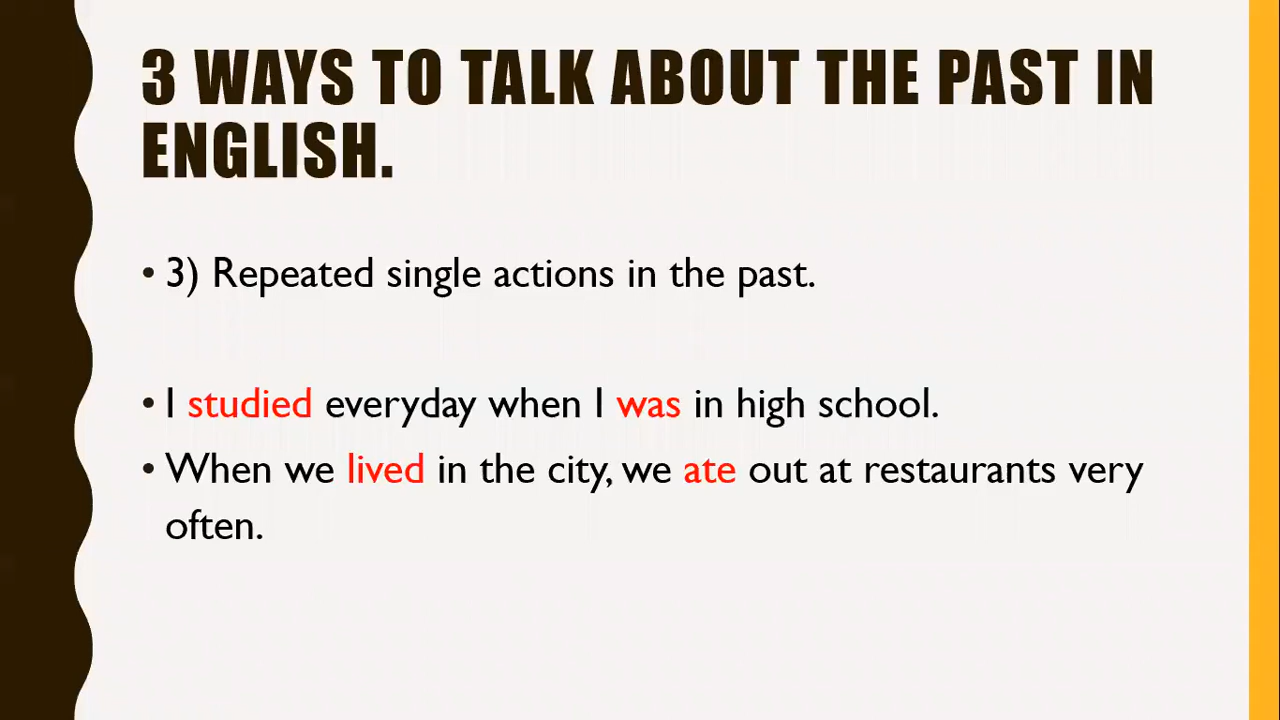 3 WAYS TO TALK ABOUT THE PAST IN
ENGLISH.
• 3) Repeated single actions in the past.
• I studied everyday when I was in high school.
• When we lived in the city, we ate out at restaurants very
often.